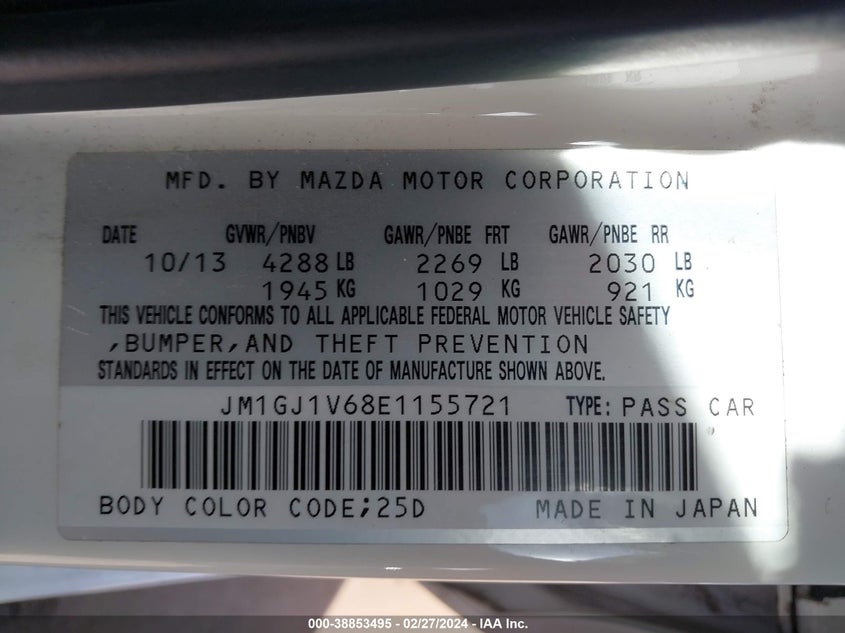 MFD. BY MAZDA MOTOR CORPORATION
DATE GVWR/PNBV GAWR/PNBE FRT GAWR/PNBE RR
10/13 4288 LB 2269 LB 2030 LB
1945 KG 1029 KG 921 KG
THIS VEHICLE CONFORMS TO ALL APPLICABLE FEDERAL MOTOR VEHICLE SAFETY
,BUMPER,AND THEFT PREVENTION
STANDARDS IN EFFECT ON THE DATE OF MANUFACTURE SHOWN ABOVE.
JM1GJ1V68E1155721 TYPE: PASS CAR
BODY COLOR CODE;25D MADE IN JAPAN
000-38853495 - 02/27/2024 - IAA Inc.